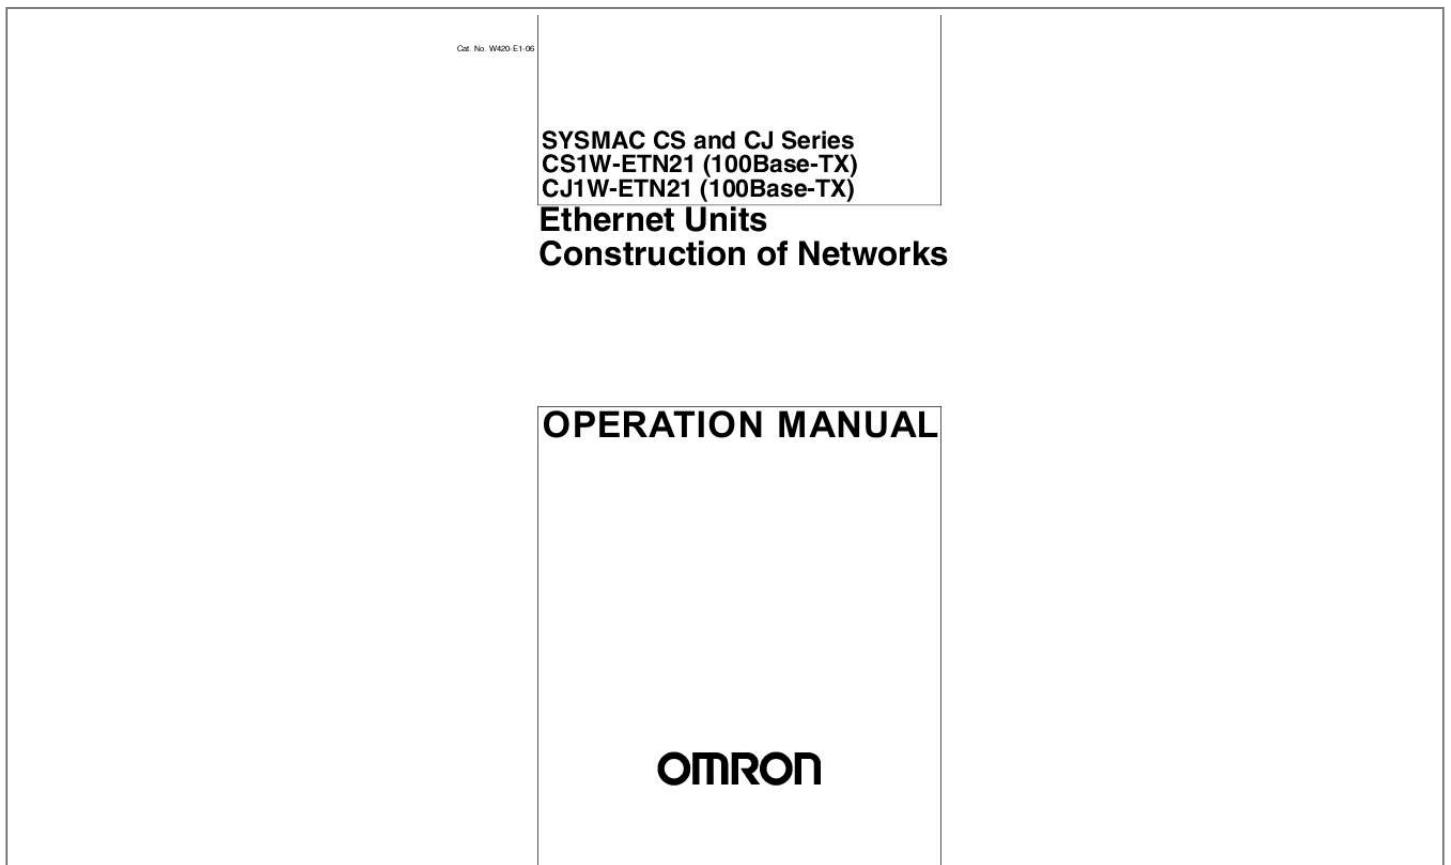 Cat. No. W420-E1-06
SYSMAC CS and CJ Series
CS1W-ETN21 (100Base-TX)
CJ1W-ETN21 (100Base-TX)
Ethernet Units
Construction of Networks
OPERATION MANUAL
OMRON